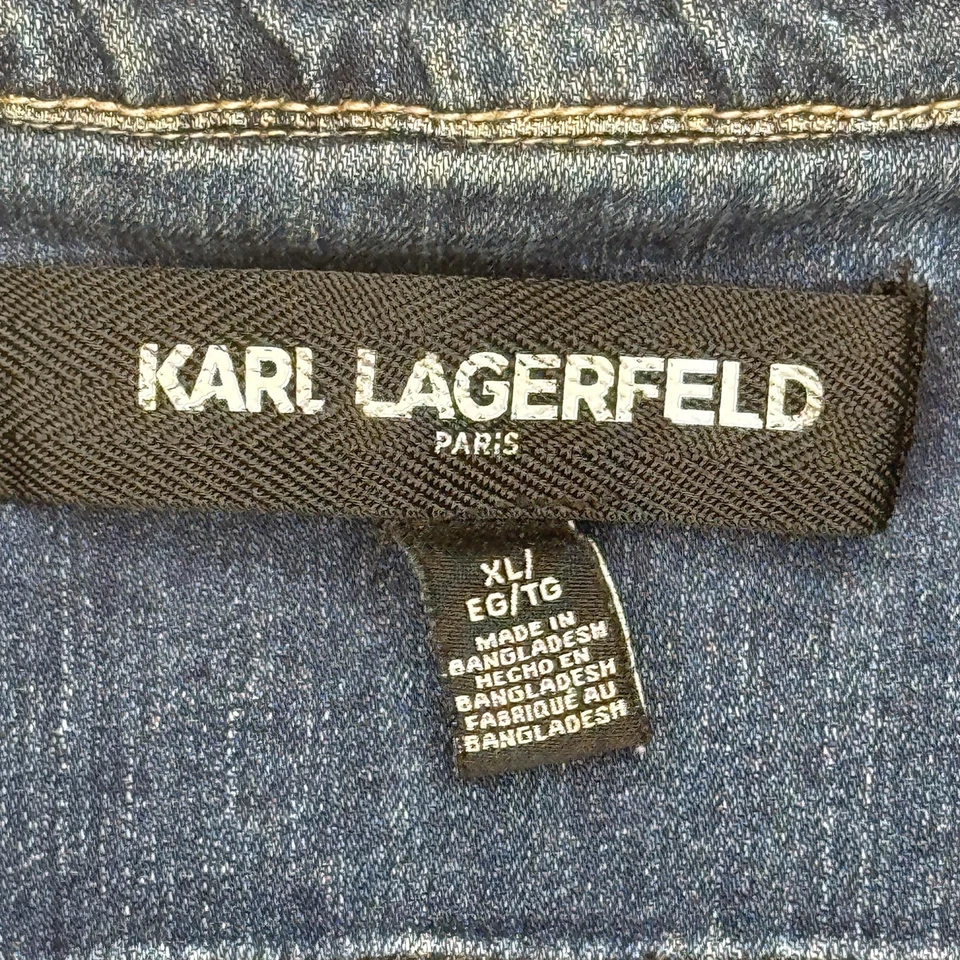 KARL LAGERFELD
PARIS
XL/
EG/TG
MADE IN
BANGLADESH
HECHO EN
BANGLADESH
FABRIQUÉ AU
BANGLADESH